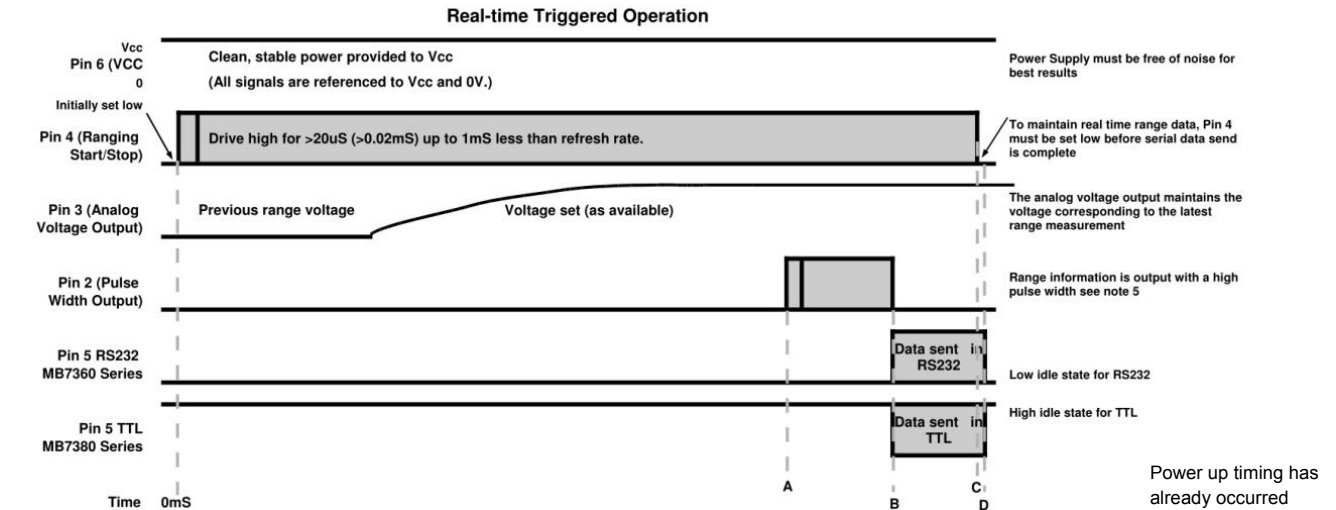 Real-time Triggered Operation
Vcc
Pin 6 (VCC
0
Clean, stable power provided to Vcc
(All signals are referenced to Vcc and 0V.)
Power Supply must be free of noise for
best results
Initially set low
Pin 4 (Ranging
Start/Stop)
Drive high for >20uS (>0.02mS) up to 1mS less than refresh rate.
To maintain real time range data, Pin 4
must be set low before serial data send
is complete
Pin 3 (Analog
Voltage Output)
Previous range voltage
Voltage set (as available)
The analog voltage output maintains the
voltage corresponding to the latest
range measurement
Pin 2 (Pulse
Width Output)
Range information is output with a high
pulse width see note 5
Pin 5 RS232
MB7360 Series
Data sent in
RS232
Low idle state for RS232
Pin 5 TTL
MB7380 Series
Data sent in
TTL
High idle state for TTL
Time
0mS
A
B
C
D
Power up timing has
already occurred